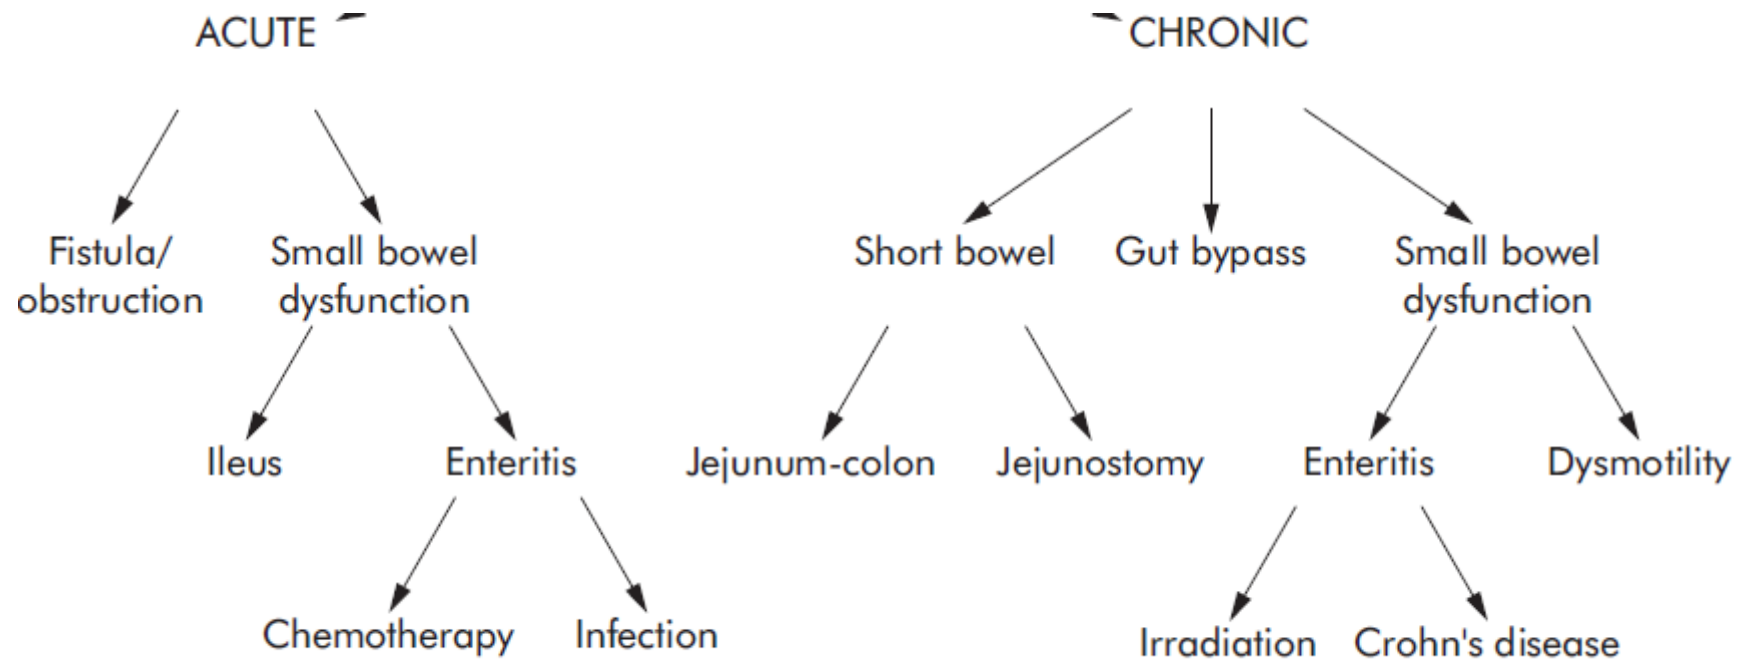 ACUTE
CHRONIC
Fistula/
obstruction
Small bowel
dysfunction
Short bowel
Gut bypass
Small bowel
dysfunction
Ileus
Enteritis
Jejunum-colon
Jejunostomy
Enteritis
Dysmotility
Chemotherapy
Infection
Irradiation
Crohn's disease